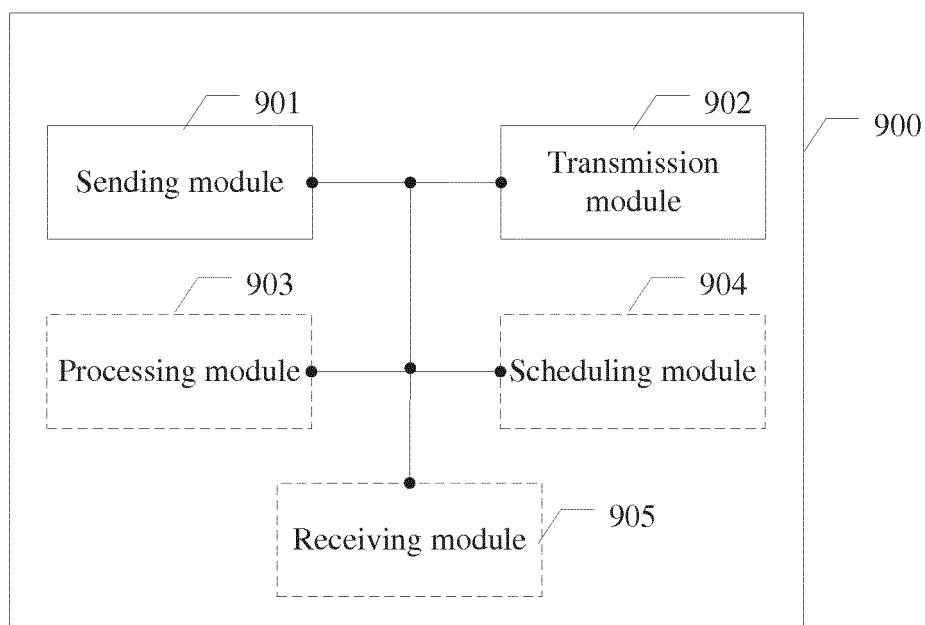 901
902
900
Sending module
Transmission
module
903
904
Processing module
Scheduling module
905
Receiving module